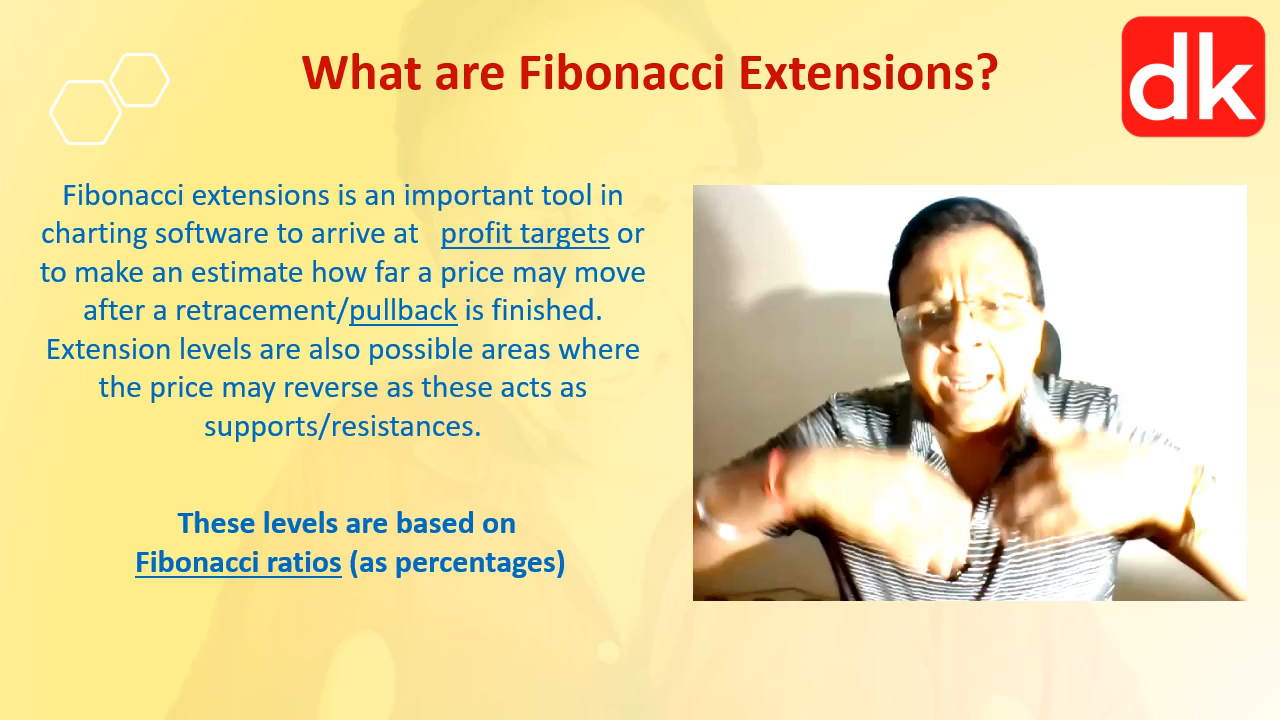 What are Fibonacci Extensions?
dk
Fibonacci extensions is an important tool in
charting software to arrive at profit targets or
to make an estimate how far a price may move
after a retracement/pullback is finished.
Extension levels are also possible areas where
the price may reverse as these acts as
supports/resistances.
These levels are based on
Fibonacci ratios (as percentages)